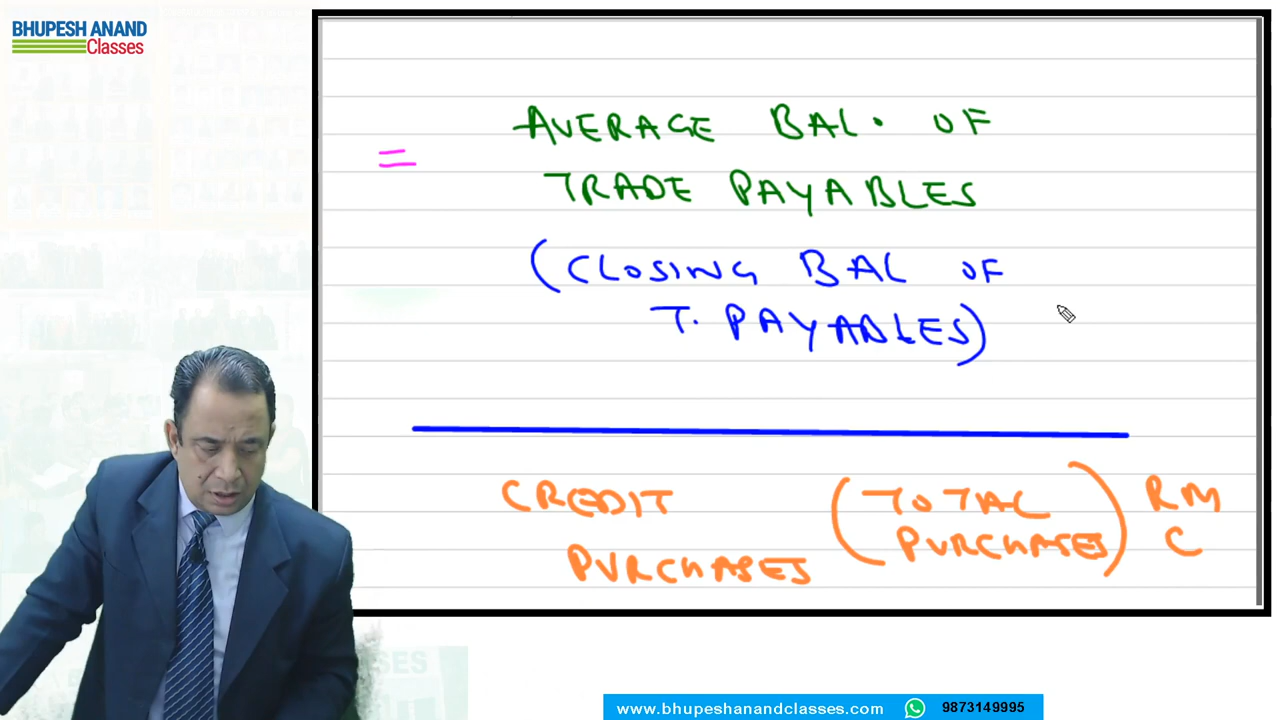 BHUPESH ANAND
Classes
=
AVERAGE BAL. OF
TRADE PAYABLES
(CLOSING BAL OF
T. PAYABLES)
CREDIT
PURCHASES
(TOTAL
PURCHASES)
RM
C
www.bhupeshanandclasses.com 9873149995